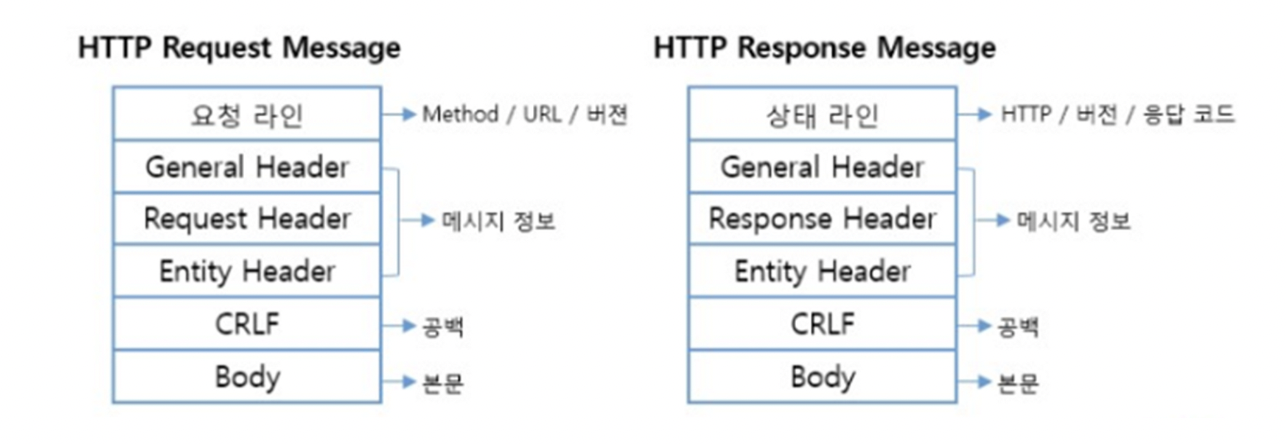 HTTP Request Message
요청 라인
Method / URL / 버젼
General Header
Request Header
메시지 정보
Entity Header
CRLF
공백
Body
본문
HTTP Response Message
상태 라인
HTTP / 버전 / 응답 코드
General Header
Response Header
메시지 정보
Entity Header
CRLF
공백
Body
본문